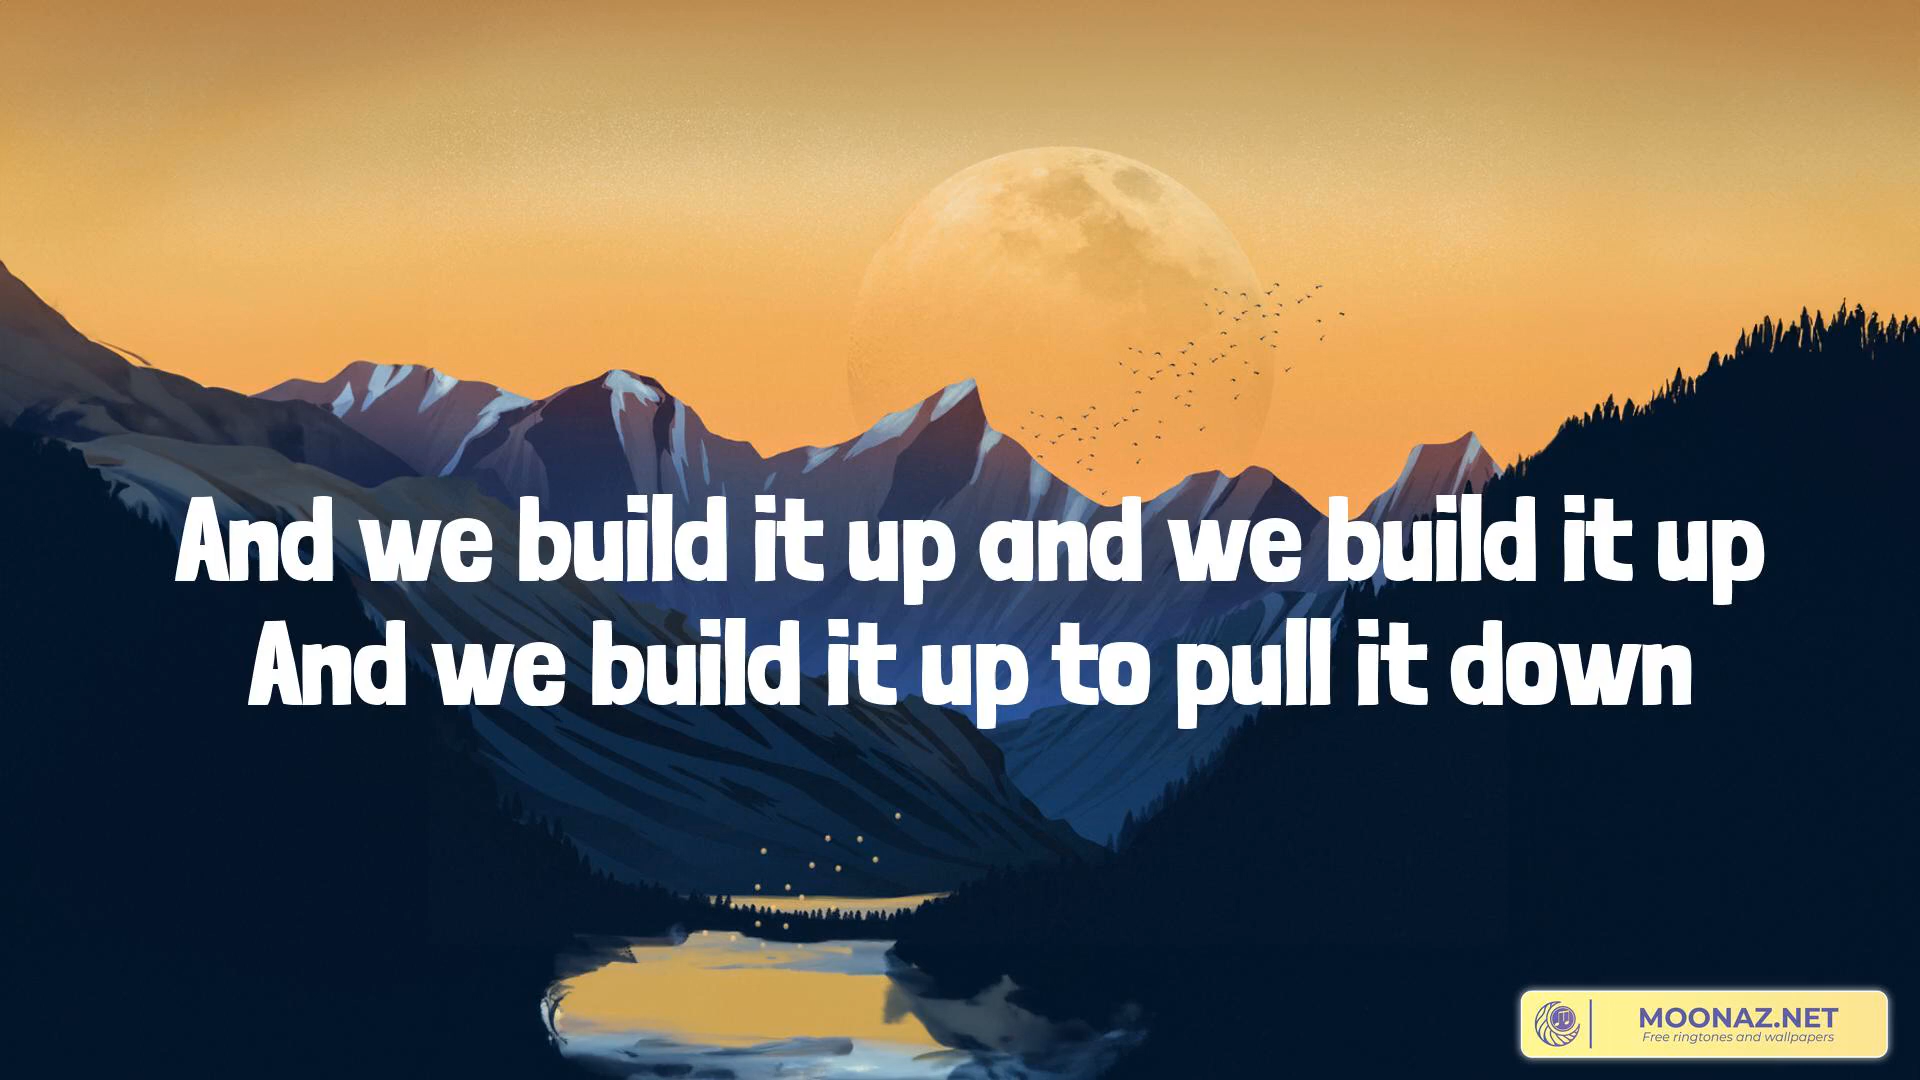 And we build it up and we build it up
And we build it up to pull it down
MOONAZ.NET
Free ringtones and wallpapers